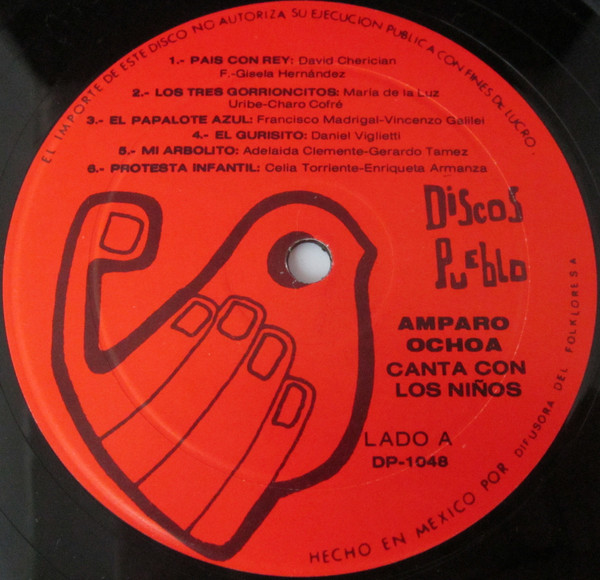 EL IMPORTE DE ESTE DISCO NO AUTORIZA SU EJECUCION PUBLICA CON FINES DE LUCRO.
1.- PAIS CON REY: David Cherician
F.-Gisela Hernández
2.- LOS TRES GORRIONCITOS: María de la Luz
Uribe-Charo Cofré
3.- EL PAPALOTE AZUL: Francisco Madrigal-Vincenzo Galilei
4.- EL GURISITO: Daniel Viglietti
5.- MI ARBOLITO: Adelaida Clemente-Gerardo Tamez
6.- PROTESTA INFANTIL: Celia Torriente-Enriqueta Armanza
Discos
Pueblo
AMPARO
OCHOA
CANTA CON
LOS NIÑOS
LADO A
DP-1048
HECHO EN MEXICO POR DIFUSORA DEL FOLKLORE S A